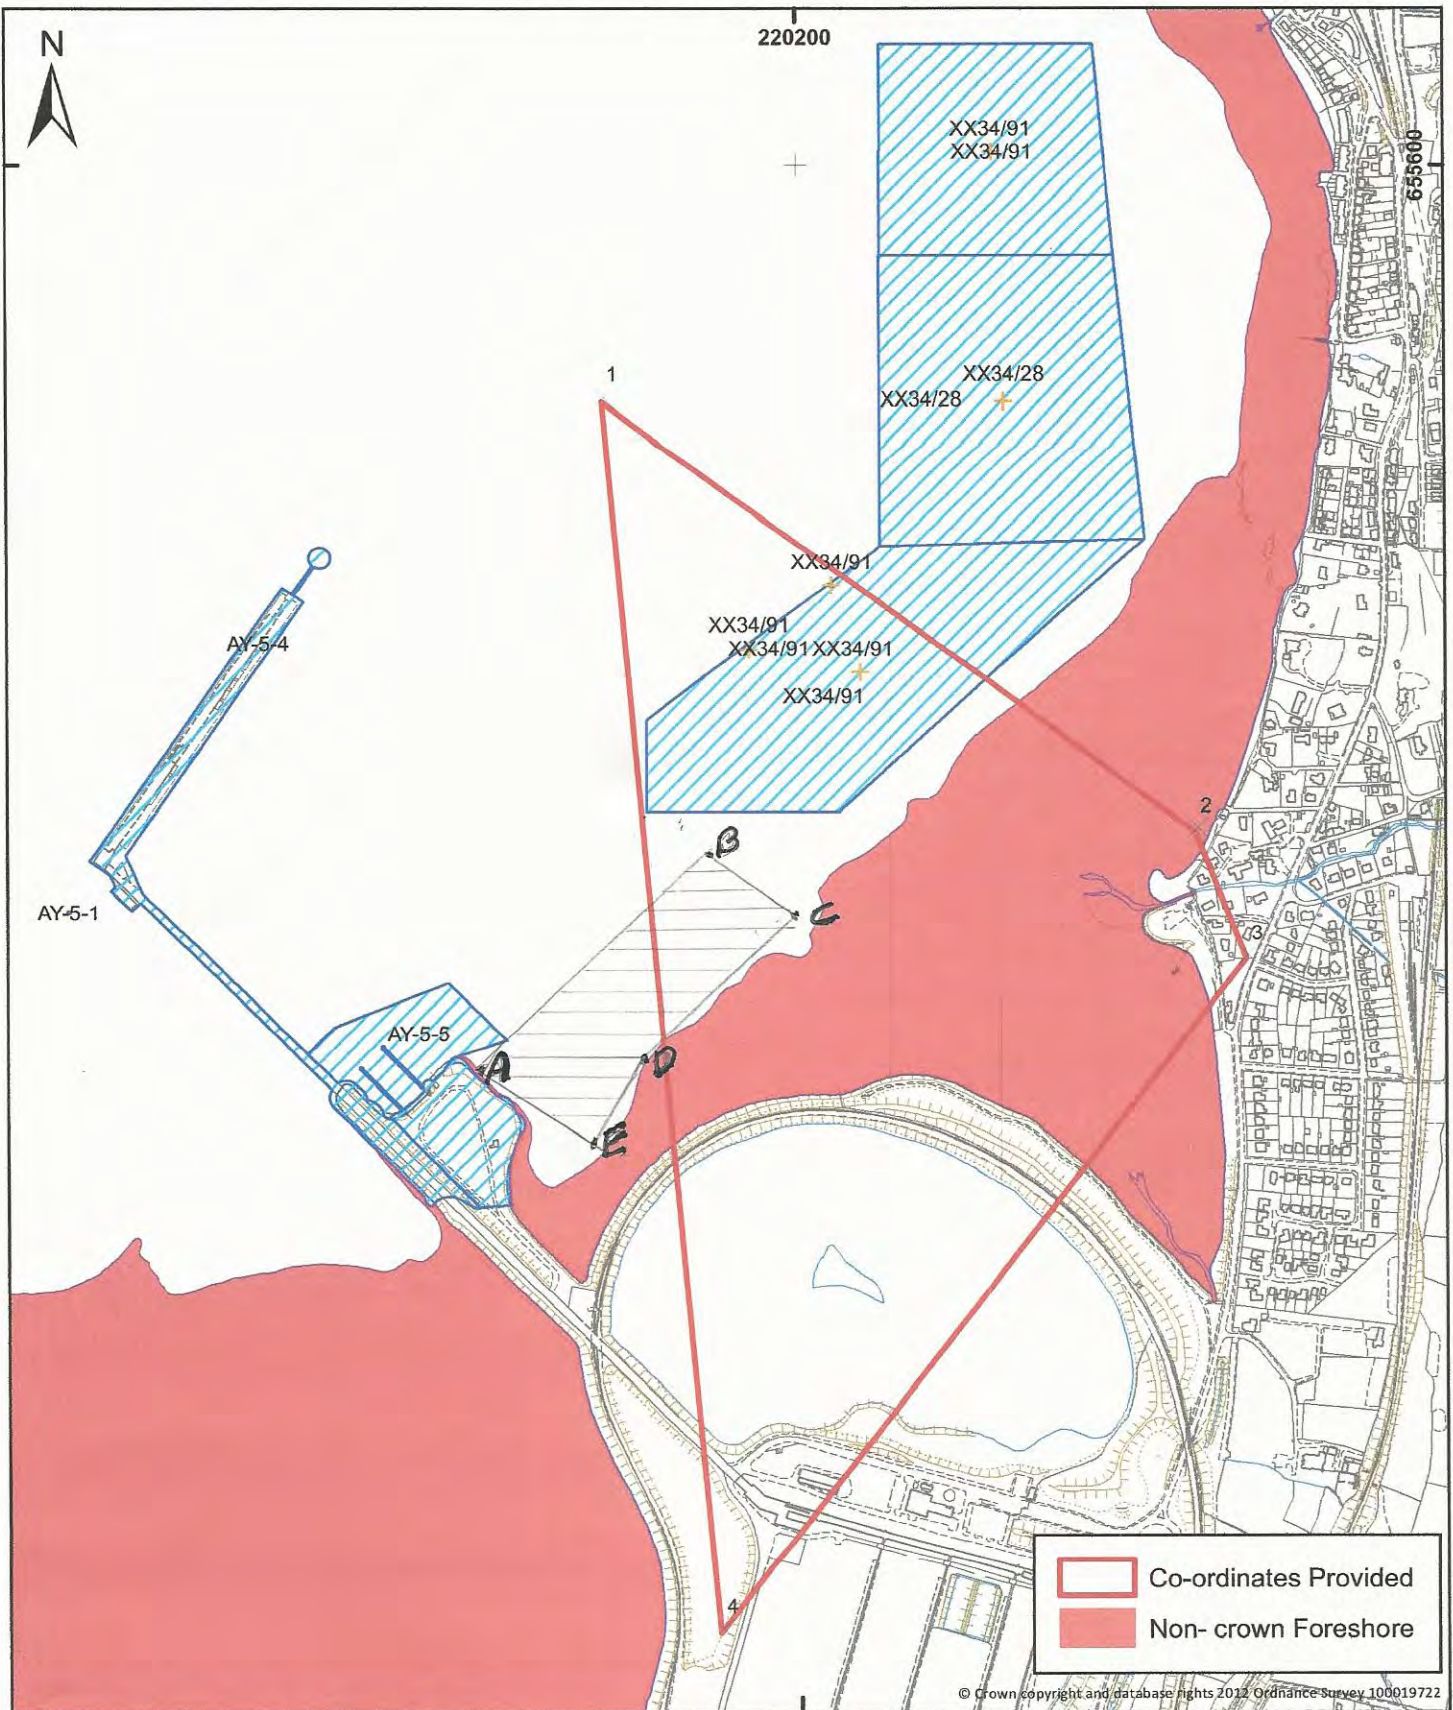 N
220200
XX34/91
XX34/91
655600
1
XX34/28
XX34/28
XX34/91
XX34/91
XX34/91 XX34/91
XX34/91
AY-5-4
2
B
AY-5-1
C
3
AY-5-5
A
D
E
4
Co-ordinates Provided
Non- crown Foreshore
© Crown copyright and database rights 2012 Ordnance Survey 100019722